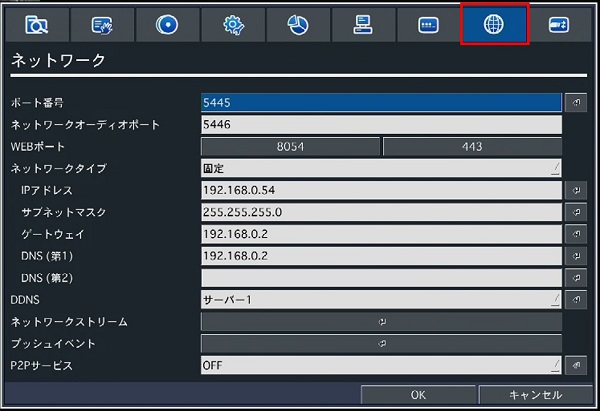 ネットワーク
ポート番号 5445
ネットワークオーディオポート 5446
WEBポート 8054 443
ネットワークタイプ 固定
IPアドレス 192.168.0.54
サブネットマスク 255.255.255.0
ゲートウェイ 192.168.0.2
DNS (第1) 192.168.0.2
DNS (第2)
DDNS サーバー1
ネットワークストリーム
プッシュイベント
P2Pサービス OFF
OK キャンセル